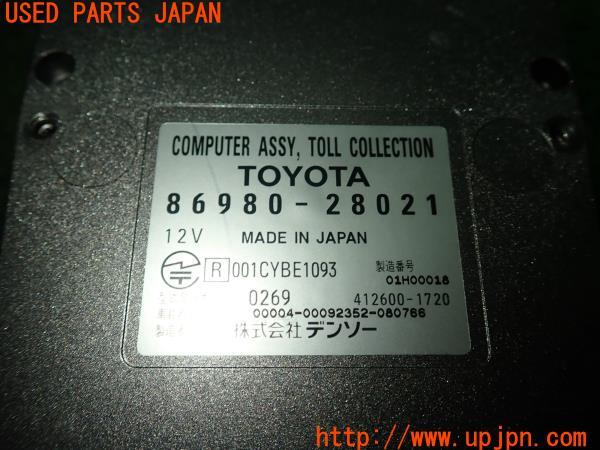 USED PARTS JAPAN
COMPUTER ASSY, TOLL COLLECTION
TOYOTA
86980-28021
12V MADE IN JAPAN
R 001CYBE1093 製造番号
01H00018
0269 412600-1720
00004-00092352-080766
株式会社 デンソー
UPJ
www.upjpn.com